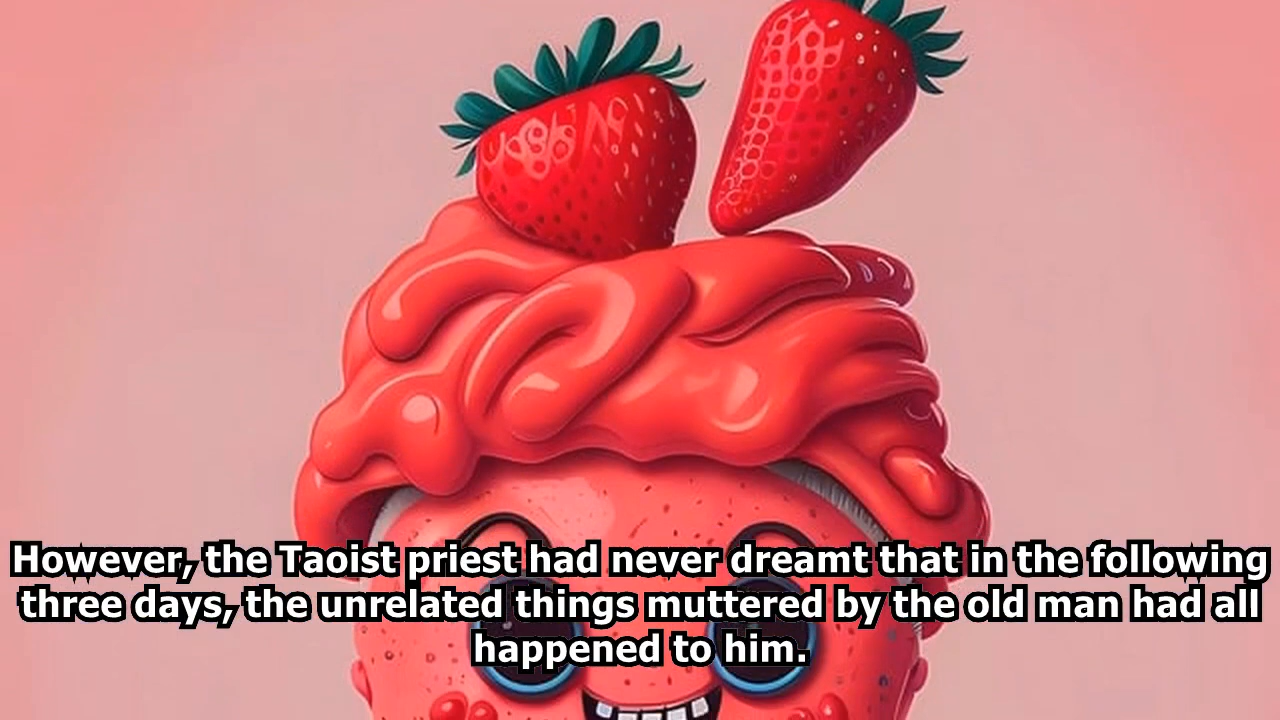 However, the Taoist priest had never dreamt that in the following
three days, the unrelated things muttered by the old man had all
happened to him.